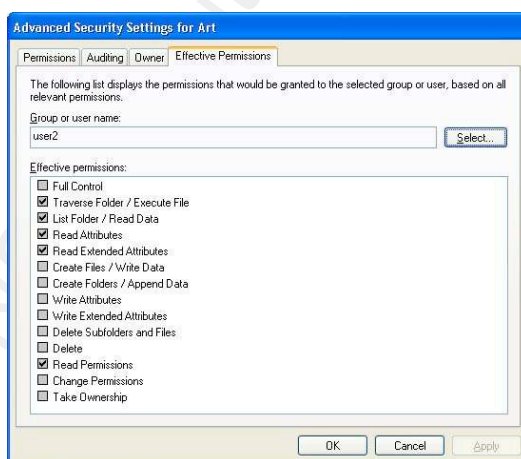 Advanced Security Settings for Art
Permissions Auditing Owner Effective Permissions
The following list displays the permissions that would be granted to the selected group or user, based on all
relevant permissions.
Group or user name:
user2
Select...
Effective permissions:
Full Control
Traverse Folder / Execute File
List Folder / Read Data
Read Attributes
Read Extended Attributes
Create Files / Write Data
Create Folders / Append Data
Write Attributes
Write Extended Attributes
Delete Subfolders and Files
Delete
Read Permissions
Change Permissions
Take Ownership
OK Cancel Apply